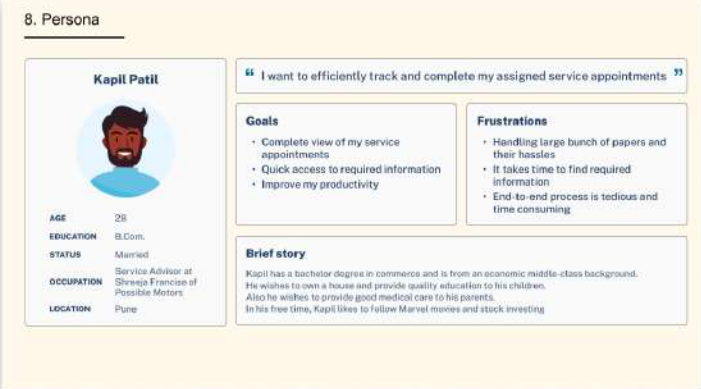 8. Persona
Kapil Patil
AGE 28
EDUCATION B.Com.
STATUS Married
OCCUPATION Service Advisor at
Shreeja Francise of
Possible Motors
LOCATION Pune
“ I want to efficiently track and complete my assigned service appointments ”
Goals
• Complete view of my service
appointments
• Quick access to required information
• Improve my productivity
Frustrations
• Handling large bunch of papers and
their hassles
• It takes time to find required
information
• End-to-end process is tedious and
time consuming
Brief story
Kapil has a bachelor degree in commerce and is from an economic middle-class background.
He wishes to own a house and provide quality education to his children.
Also he wishes to provide good medical care to his parents.
In his free time, Kapil likes to follow Marvel movies and stock investing